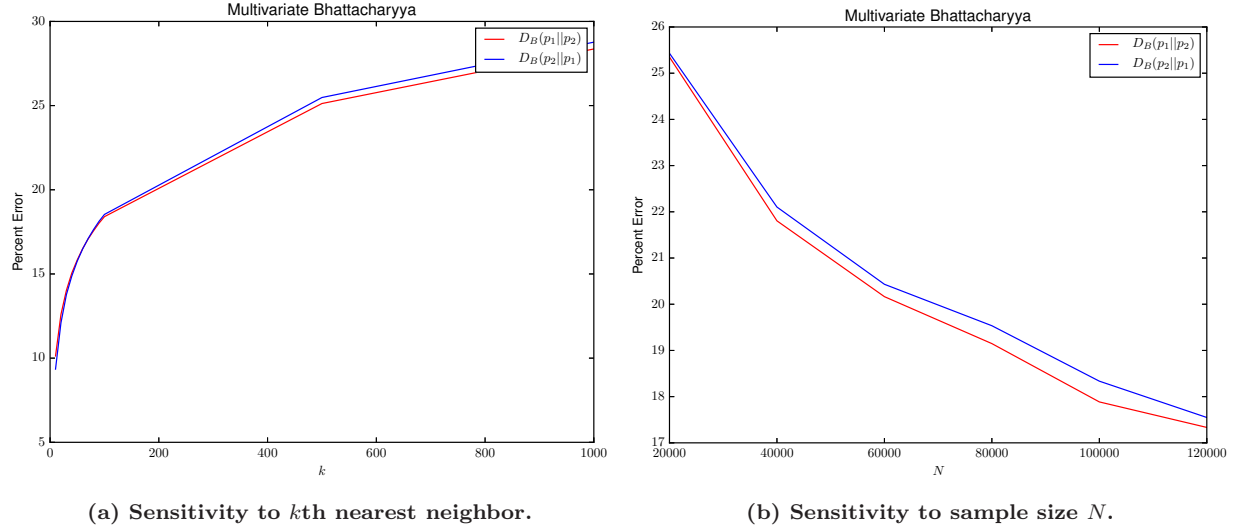 Multivariate Bhattacharyya
30
25
20
15
10
5
Percent Error
D_B(p_1||p_2)
D_B(p_2||p_1)
0 200 400 600 800 1000
k
(a) Sensitivity to kth nearest neighbor.
Multivariate Bhattacharyya
26
25
24
23
22
21
20
19
18
17
Percent Error
D_B(p_1||p_2)
D_B(p_2||p_1)
20000 40000 60000 80000 100000 120000
N
(b) Sensitivity to sample size N.